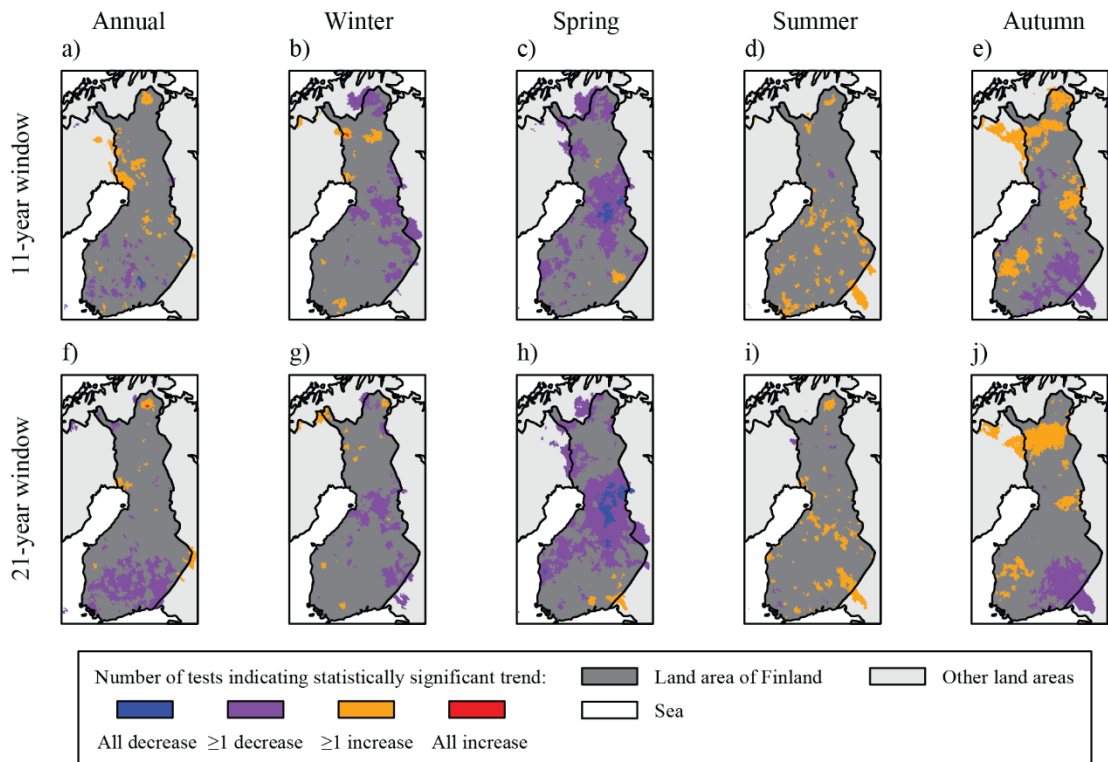 Annual Winter Spring Summer Autumn
a) b) c) d) e)
11-year window
f) g) h) i) j)
21-year window
Number of tests indicating statistically significant trend:
All decrease ≥1 decrease ≥1 increase All increase
Land area of Finland
Other land areas
Sea